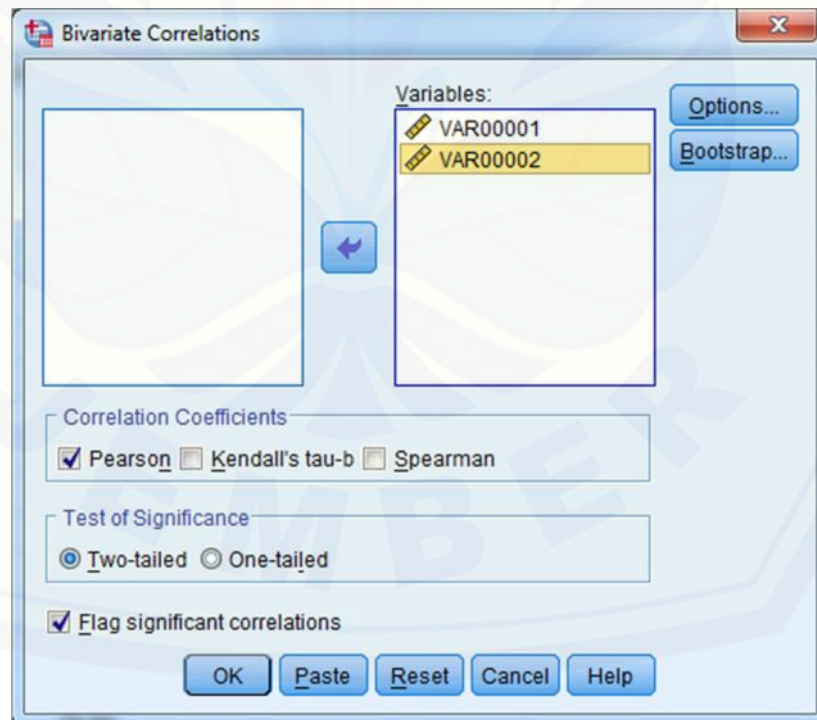 Bivariate Correlations
Variables:
VAR00001
VAR00002
Options...
Bootstrap...
Correlation Coefficients
Pearson Kendall's tau-b Spearman
Test of Significance
Two-tailed One-tailed
Flag significant correlations
OK Paste Reset Cancel Help
JEMBER